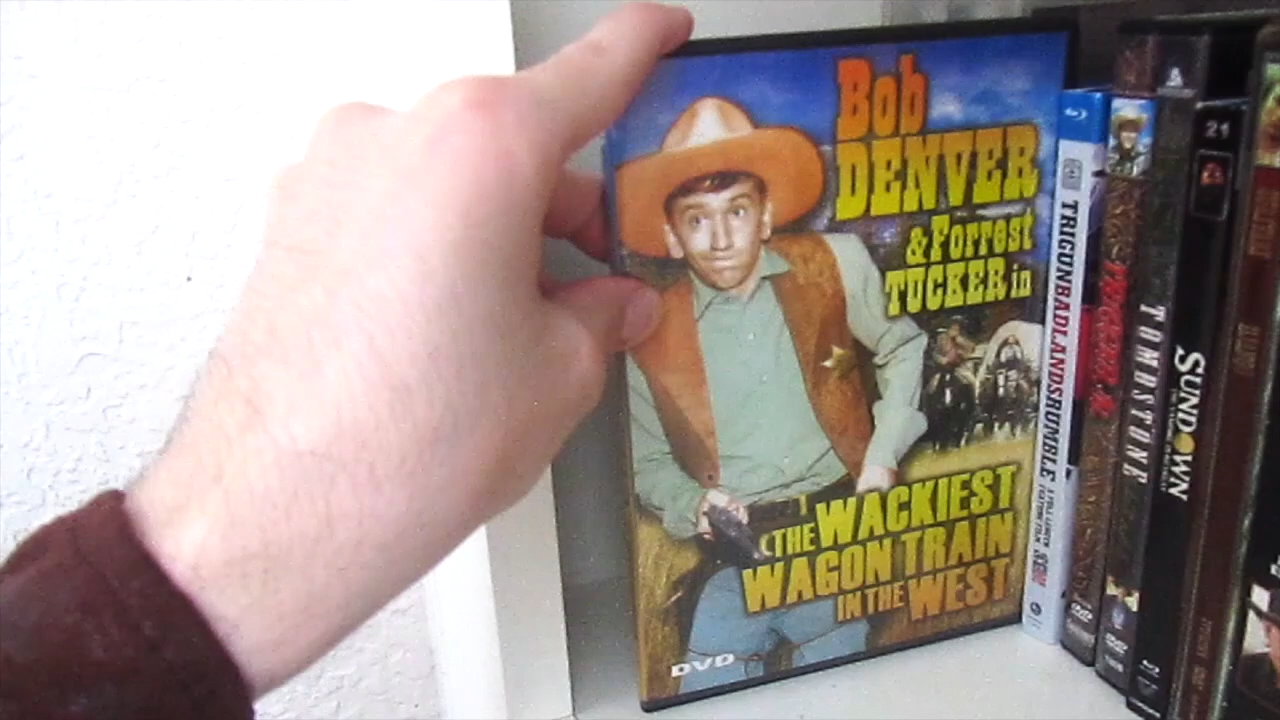 Bob
DENVER
& Forrest
TUCKER in
THE WACKIEST
WAGON TRAIN
IN THE WEST
DVD
TRIGUN BADLANDS RUMBLE
TOMBSTONE
SUNDOWN
21